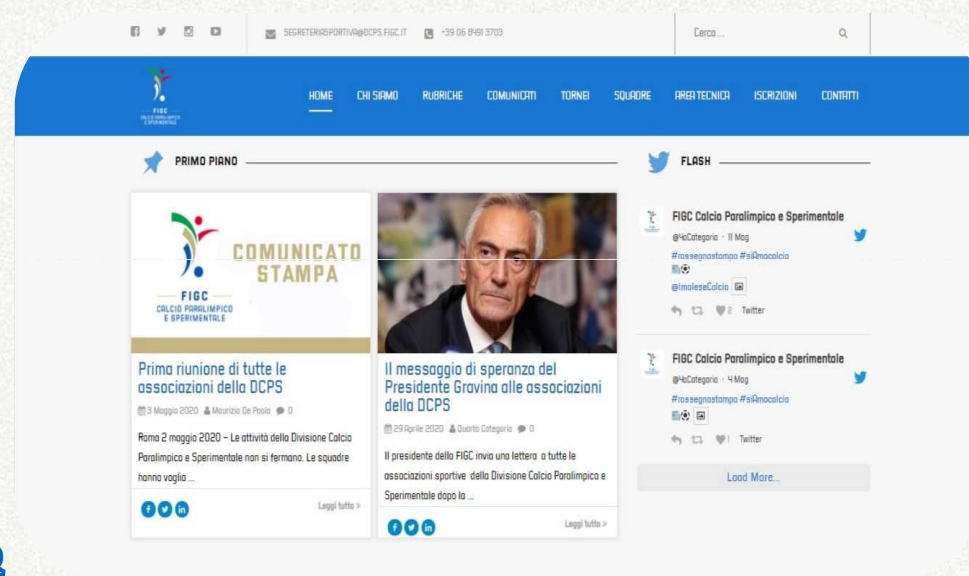 SEGRETERIASPORTIVA@DCPS.FIGC.IT
+39 06 8491 3703
Cerca ...
FIGC
CALCIO PARALIMPICO
E SPERIMENTALE
HOME CHI SIAMO RUBRICHE COMUNICATI TORNEI SQUADRE AREA TECNICA ISCRIZIONI CONTATTI
PRIMO PIANO
COMUNICATO
STAMPA
FIGC
CALCIO PARALIMPICO
E SPERIMENTALE
Prima riunione di tutte le
associazioni della DCPS
3 Maggio 2020 Maurizio De Paola 0
Roma 2 maggio 2020 – Le attività della Divisione Calcio
Paralimpico e Sperimentale non si fermano. Le squadre
hanno voglia ...
Leggi tutto »
Il messaggio di speranza del
Presidente Gravina alle associazioni
della DCPS
29 Aprile 2020 Quarta Categoria 0
Il presidente della FIGC invia una lettera a tutte le
associazioni sportive della Divisione Calcio Paralimpico e
Sperimentale dopo la ...
Leggi tutto »
FLASH
FIGC Calcio Paralimpico e Sperimentale
@4aCategoria · 11 Mag
#rassegnastampa #siAmocalcio
@ImoleseCalcio
2 Twitter
FIGC Calcio Paralimpico e Sperimentale
@4aCategoria · 4 Mag
#rassegnastampa #siAmocalcio
1 Twitter
Load More...